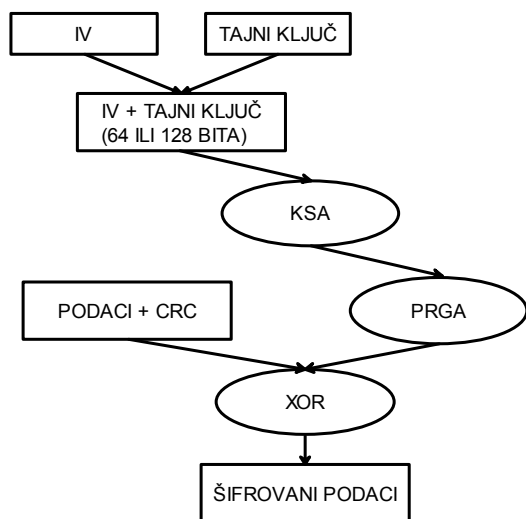 IV
TAJNI KLJUČ
IV + TAJNI KLJUČ
(64 ILI 128 BITA)
KSA
PODACI + CRC
PRGA
XOR
ŠIFROVANI PODACI